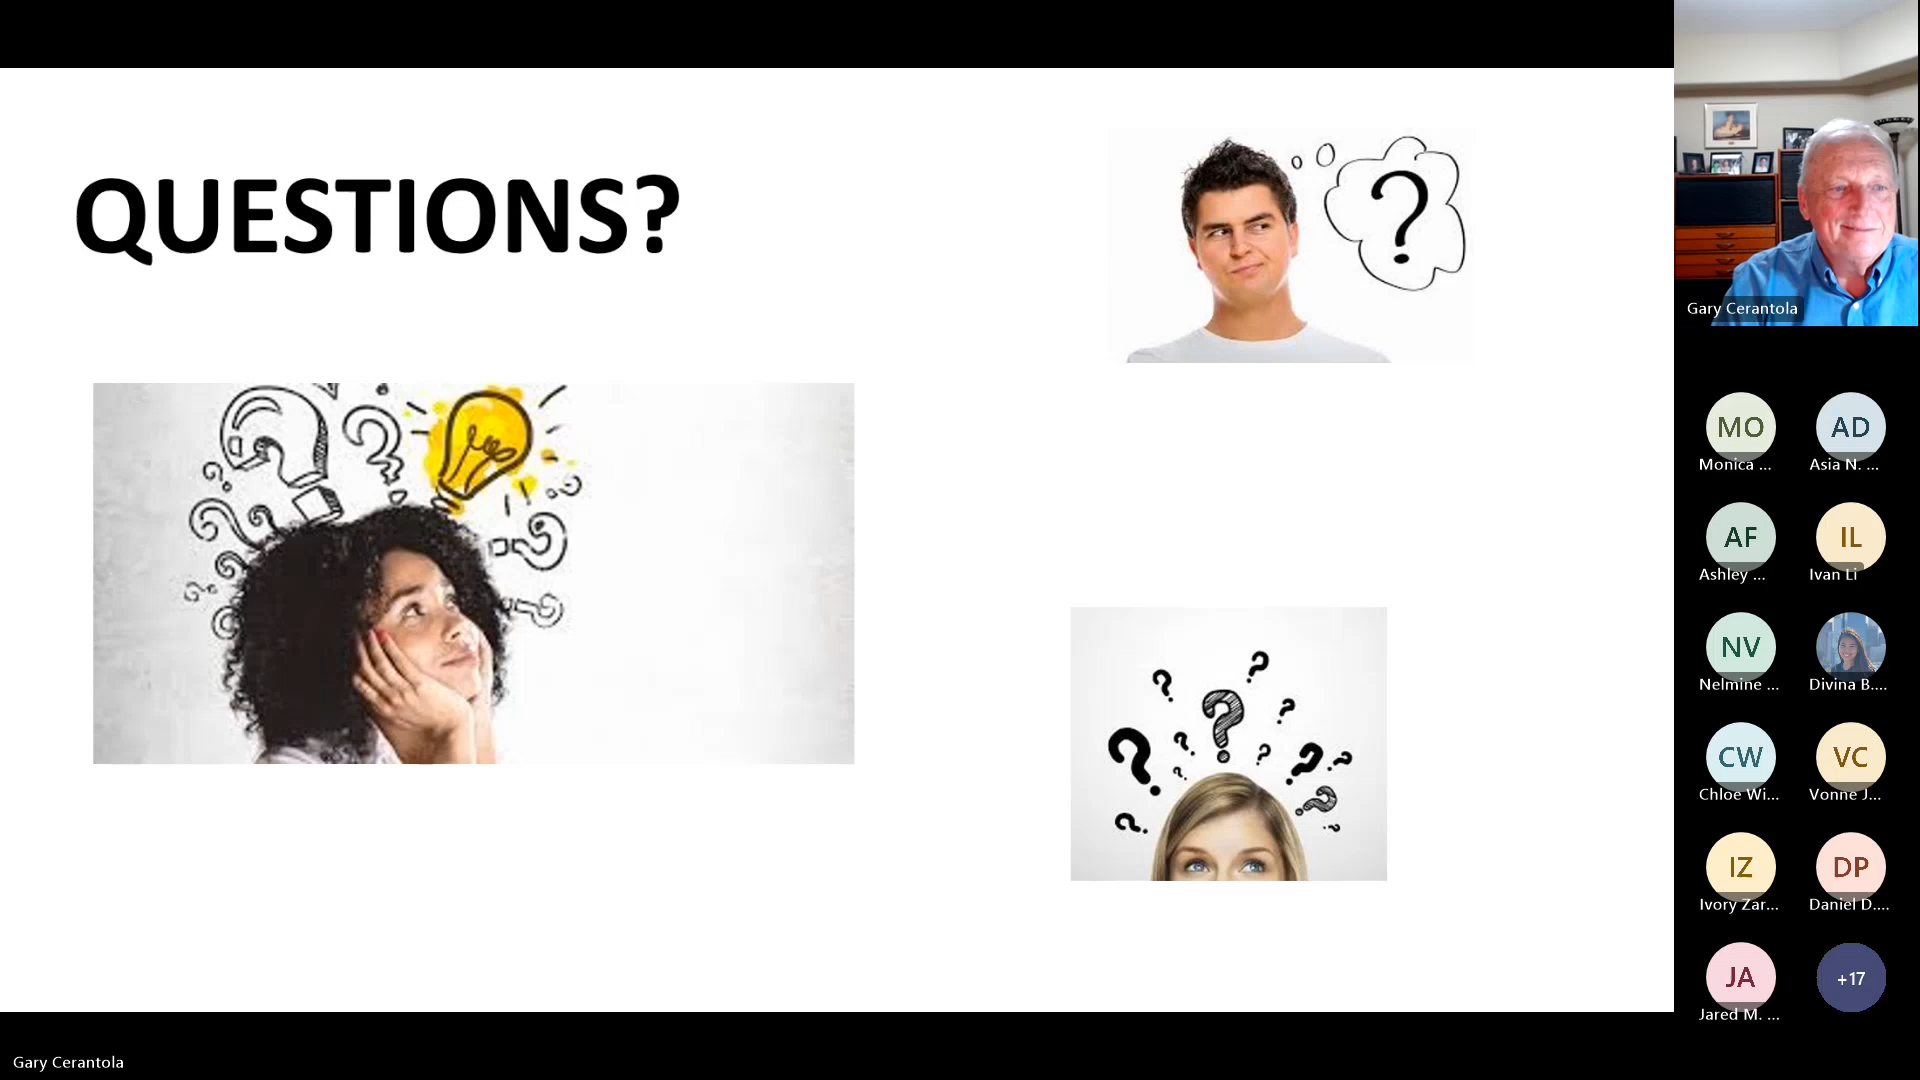 QUESTIONS?
?
Gary Cerantola
MO
AD
Monica ...
Asia N. ...
AF
IL
Ashley ...
Ivan Li
NV
Nelmine ...
Divina B....
CW
VC
Chloe Wi...
Vonne J...
IZ
DP
Ivory Zar...
Daniel D....
JA
+17
Jared M. ...
Gary Cerantola